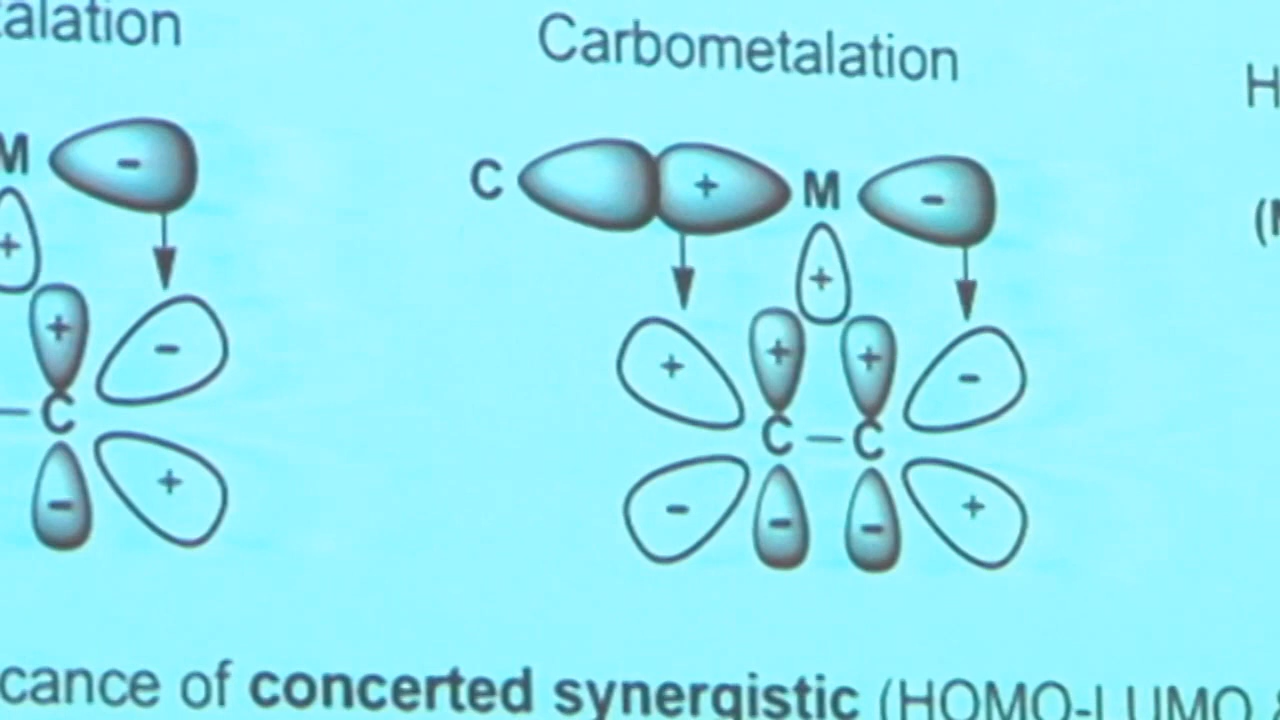 alation
Carbometalation
H
M -
C + M -
(
+
+
+ -
+ + + -
C
C C
- +
- - - +
cance of concerted synergistic (HOMO-LUMO